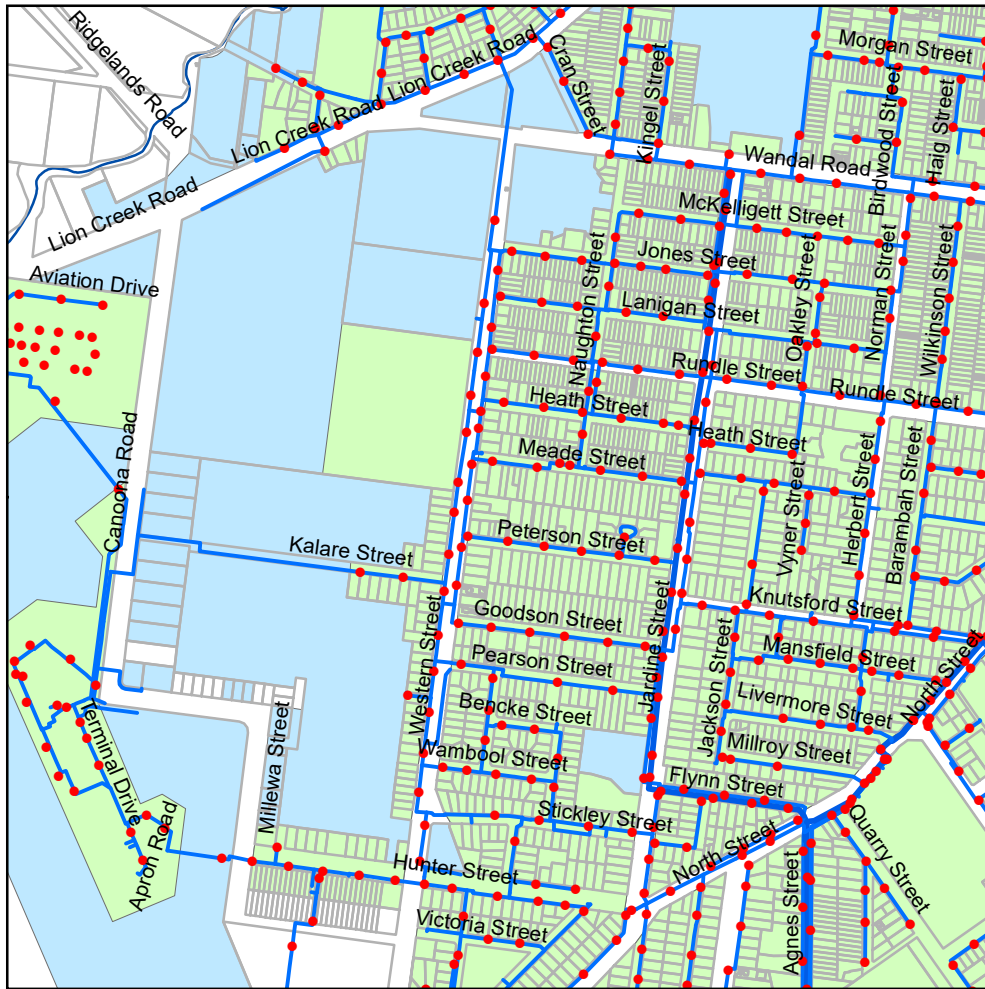 Ridgelands Road
Lion Creek Road
Cran Street
Kingel Street
Morgan Street
Lion Creek Road
Birdwood Street
Haig Street
Wandal Road
Lion Creek Road
McKelligett Street
Jones Street
Aviation Drive
Naughton Street
Lanigan Street
Oakley Street
Norman Street
Wilkinson Street
Rundle Street
Rundle Street
Heath Street
Heath Street
Meade Street
Canoona Road
Vyner Street
Herbert Street
Barambah Street
Peterson Street
Kalare Street
Knutsford Street
Goodson Street
Western Street
Jardine Street
Mansfield Street
Pearson Street
Jackson Street
North Street
Livermore Street
Bencke Street
Terminal Drive
Millewa Street
Millroy Street
Wambool Street
Flynn Street
Stickley Street
Apron Road
North Street
Quarry Street
Hunter Street
Agnes Street
Victoria Street